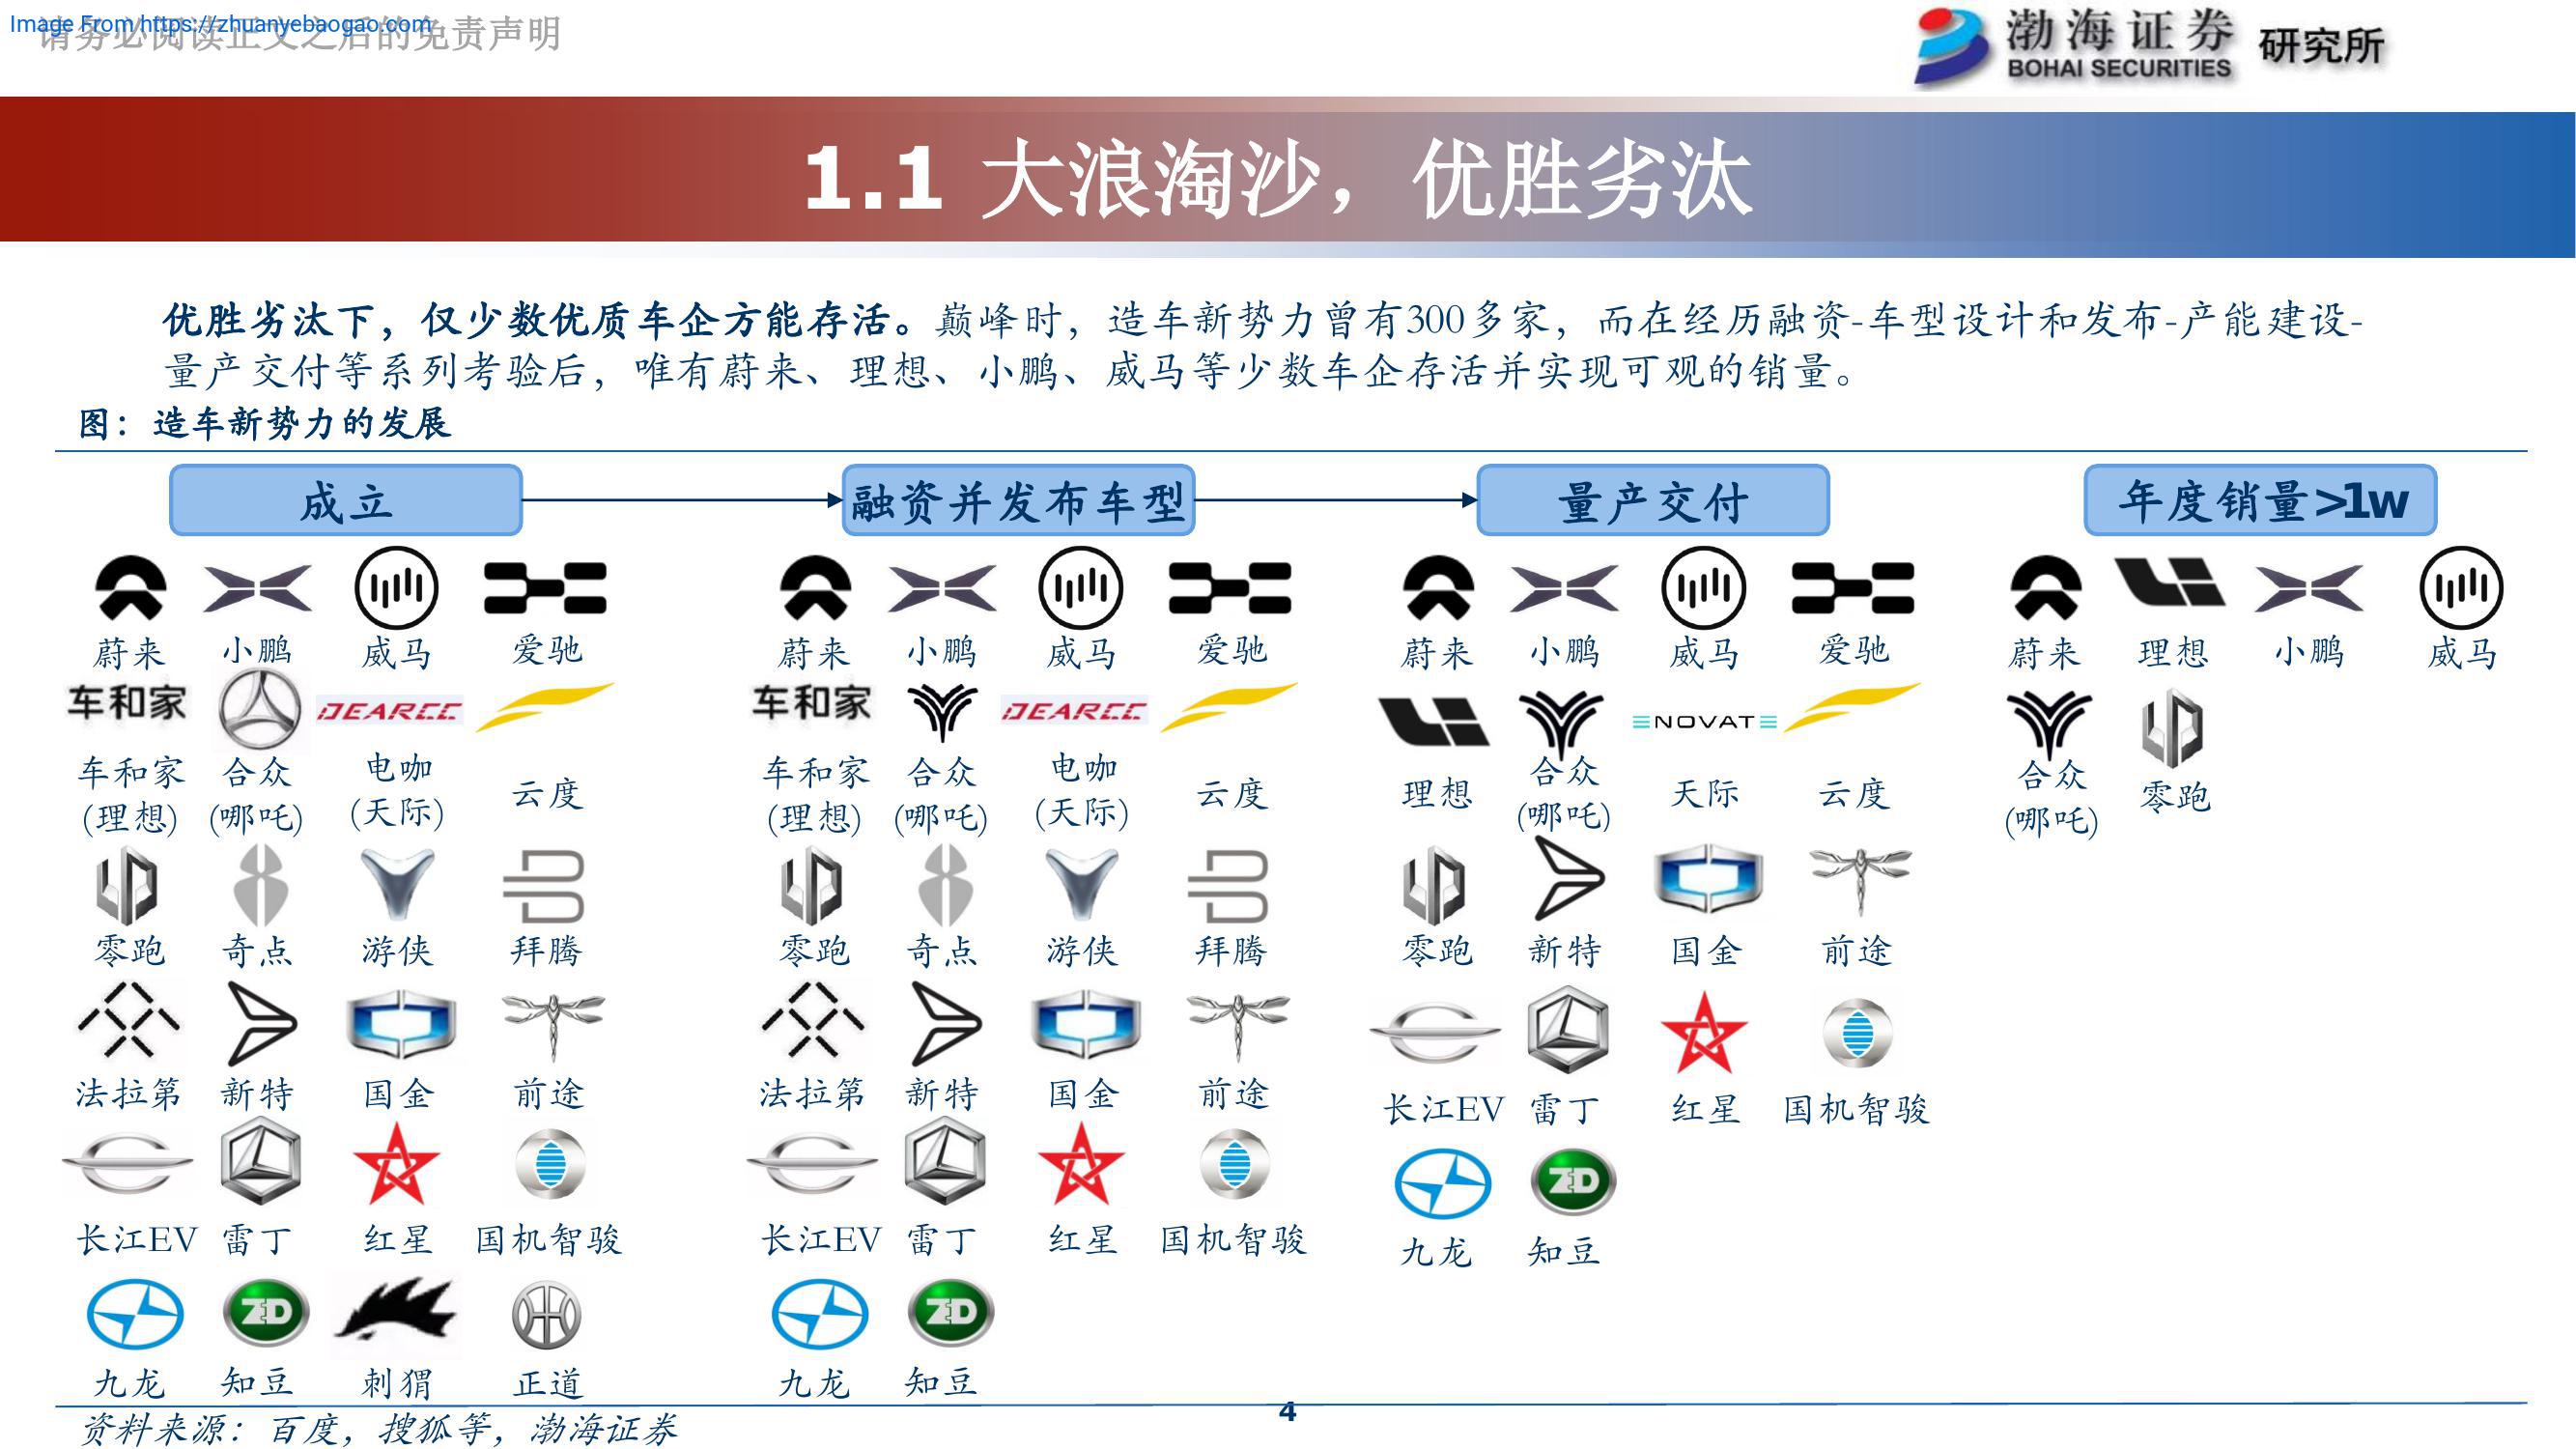 Image From https://zhuanyebaogao.com
请务必阅读正文之后的免责声明
渤海证券 研究所
BOHAI SECURITIES
1.1 大浪淘沙，优胜劣汰
优胜劣汰下，仅少数优质车企方能存活。巅峰时，造车新势力曾有300多家，而在经历融资-车型设计和发布-产能建设-
量产交付等系列考验后，唯有蔚来、理想、小鹏、威马等少数车企存活并实现可观的销量。
图：造车新势力的发展
成立
蔚来 小鹏 威马 爱驰
车和家 DEARCC
车和家 合众 电咖 云度
(理想) (哪吒) (天际)
零跑 奇点 游侠 拜腾
法拉第 新特 国金 前途
长江EV 雷丁 红星 国机智骏
ZD
九龙 知豆 刺猬 正道
融资并发布车型
蔚来 小鹏 威马 爱驰
车和家 DEARCC
车和家 合众 电咖 云度
(理想) (哪吒) (天际)
零跑 奇点 游侠 拜腾
法拉第 新特 国金 前途
长江EV 雷丁 红星 国机智骏
ZD
九龙 知豆
量产交付
蔚来 小鹏 威马 爱驰
ENOVATE
理想 合众 天际 云度
(哪吒)
零跑 新特 国金 前途
长江EV 雷丁 红星 国机智骏
ZD
九龙 知豆
年度销量>1w
蔚来 理想 小鹏 威马
合众 零跑
(哪吒)
资料来源：百度，搜狐等，渤海证券
4